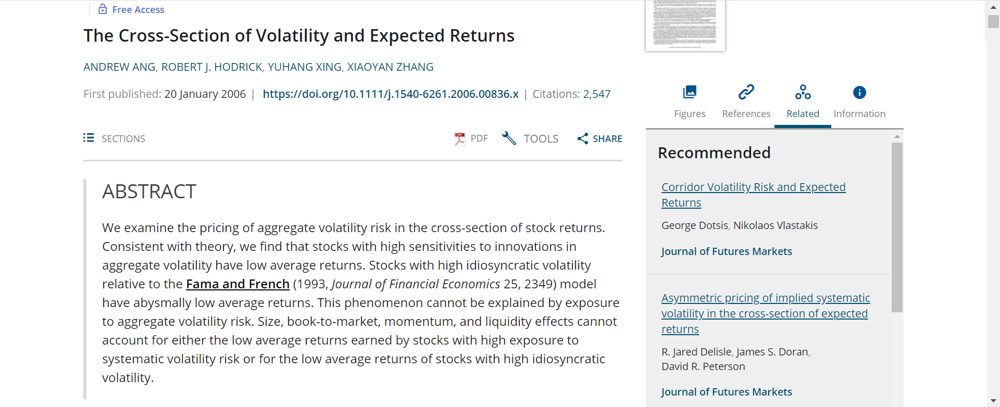 Free Access
The Cross-Section of Volatility and Expected Returns
ANDREW ANG, ROBERT J. HODRICK, YUHANG XING, XIAOYAN ZHANG
First published: 20 January 2006 | https://doi.org/10.1111/j.1540-6261.2006.00836.x | Citations: 2,547
SECTIONS
PDF TOOLS SHARE
ABSTRACT
We examine the pricing of aggregate volatility risk in the cross-section of stock returns.
Consistent with theory, we find that stocks with high sensitivities to innovations in
aggregate volatility have low average returns. Stocks with high idiosyncratic volatility
relative to the Fama and French (1993, Journal of Financial Economics 25, 2349) model
have abysmally low average returns. This phenomenon cannot be explained by exposure
to aggregate volatility risk. Size, book-to-market, momentum, and liquidity effects cannot
account for either the low average returns earned by stocks with high exposure to
systematic volatility risk or for the low average returns of stocks with high idiosyncratic
volatility.
Figures References Related Information
Recommended
Corridor Volatility Risk and Expected
Returns
George Dotsis, Nikolaos Vlastakis
Journal of Futures Markets
Asymmetric pricing of implied systematic
volatility in the cross-section of expected
returns
R. Jared Delisle, James S. Doran,
David R. Peterson
Journal of Futures Markets